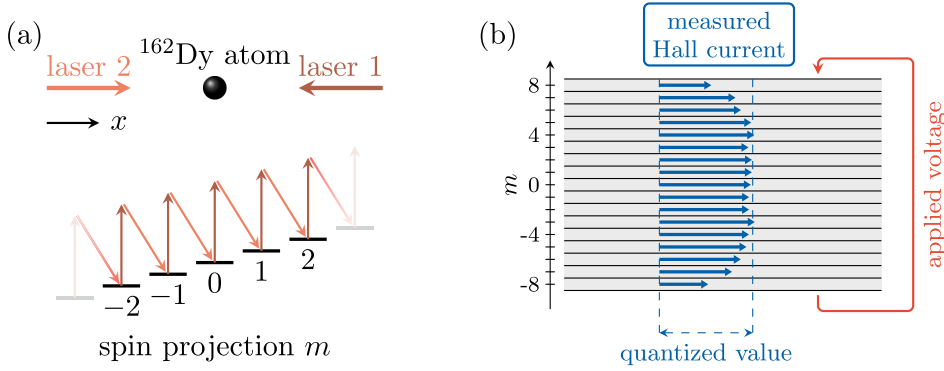 (a)
¹⁶²Dy atom
laser 2
laser 1
x
−2
−1
0
1
2
spin projection m
(b)
measured
Hall current
8
4
0
-4
-8
m
applied voltage
quantized value